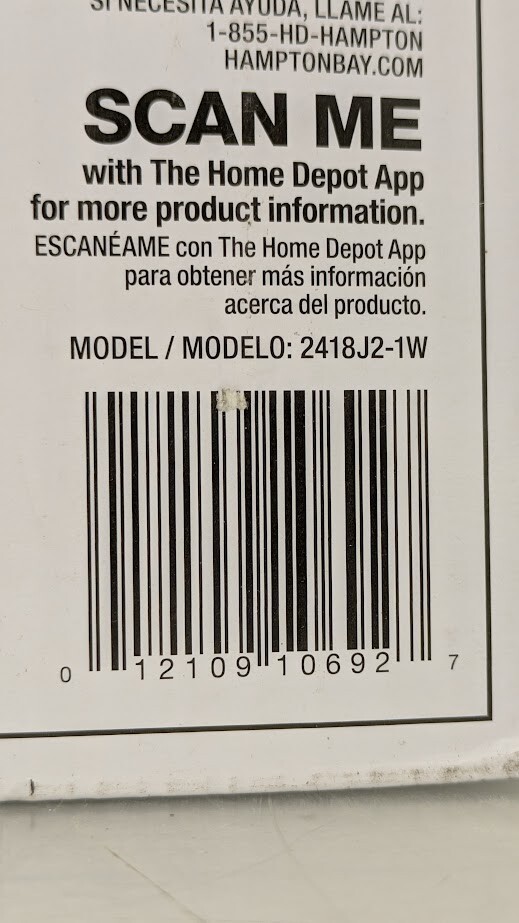 SI NECESITA AYUDA, LLAME AL:
1-855-HD-HAMPTON
HAMPTONBAY.COM
SCAN ME
with The Home Depot App
for more product information.
ESCANÉAME con The Home Depot App
para obtener más información
acerca del producto.
MODEL / MODELO: 2418J2-1W
0 12109 10692 7